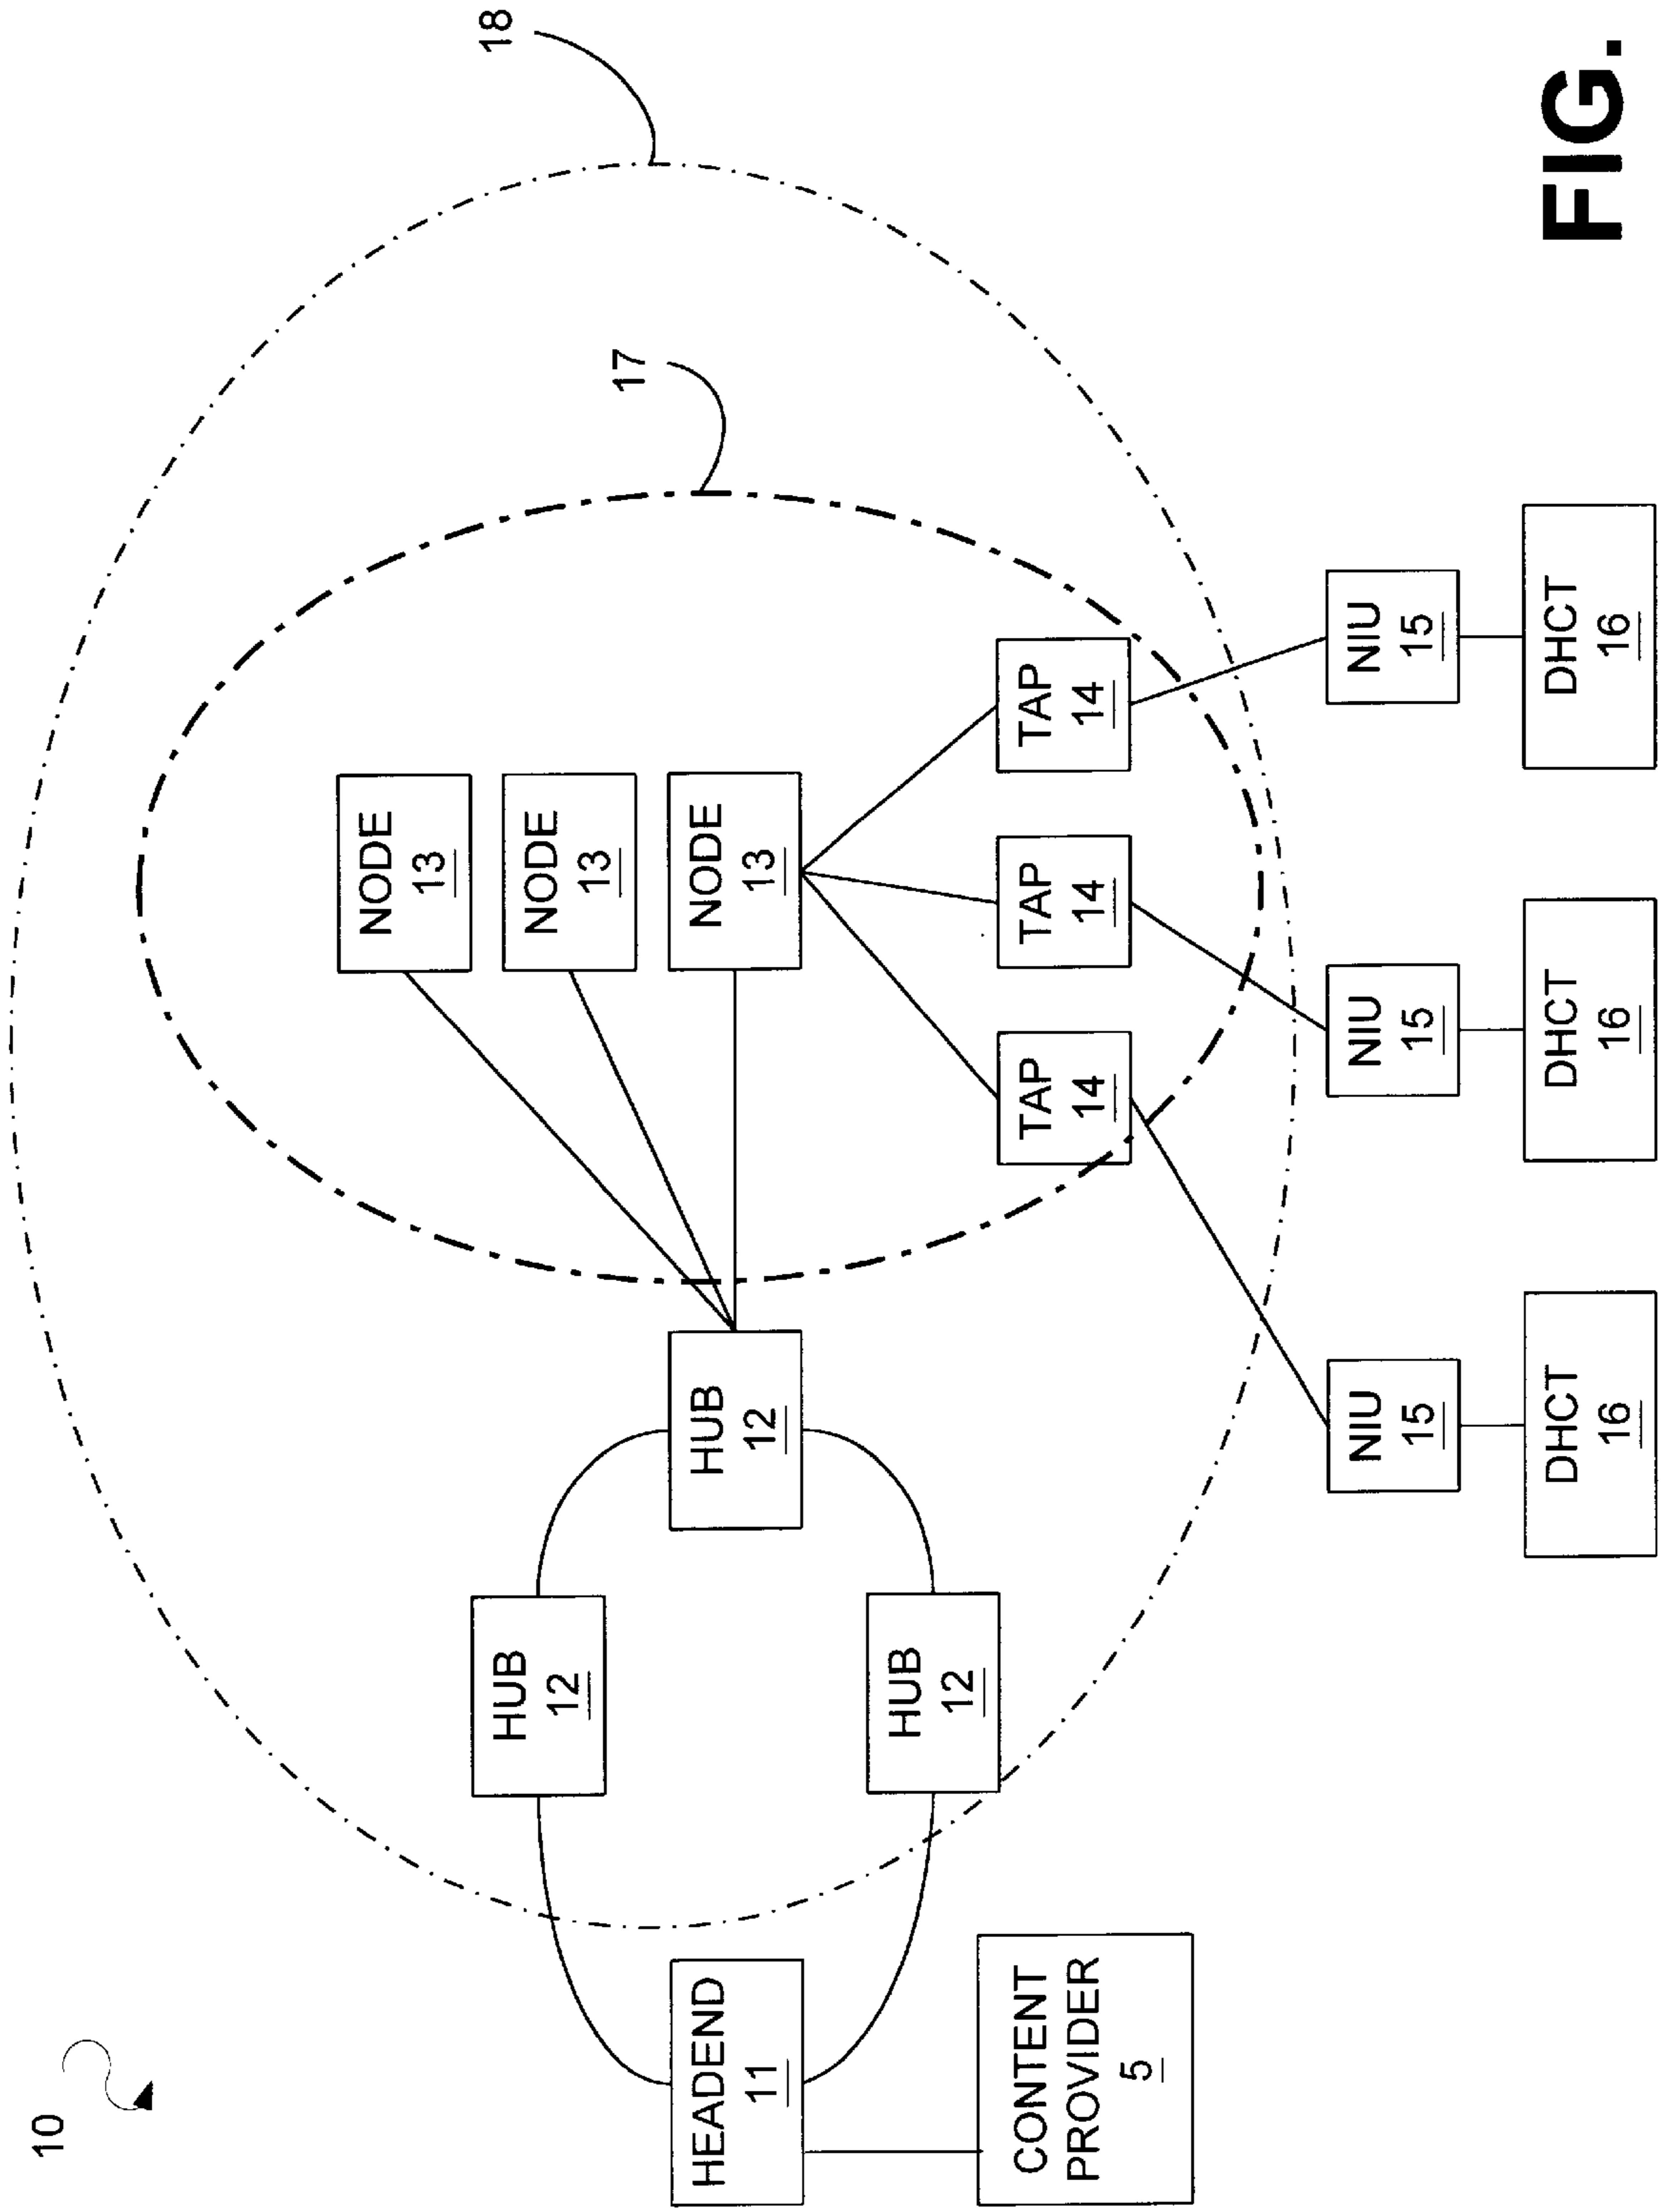 10
NODE
13
18
HUB
12
NODE
13
17
HEADEND
11
HUB
12
NODE
13
HUB
12
CONTENT
PROVIDER
5
TAP
14
TAP
14
TAP
14
NIU
15
NIU
15
NIU
15
DHCT
16
DHCT
16
DHCT
16
FIG.